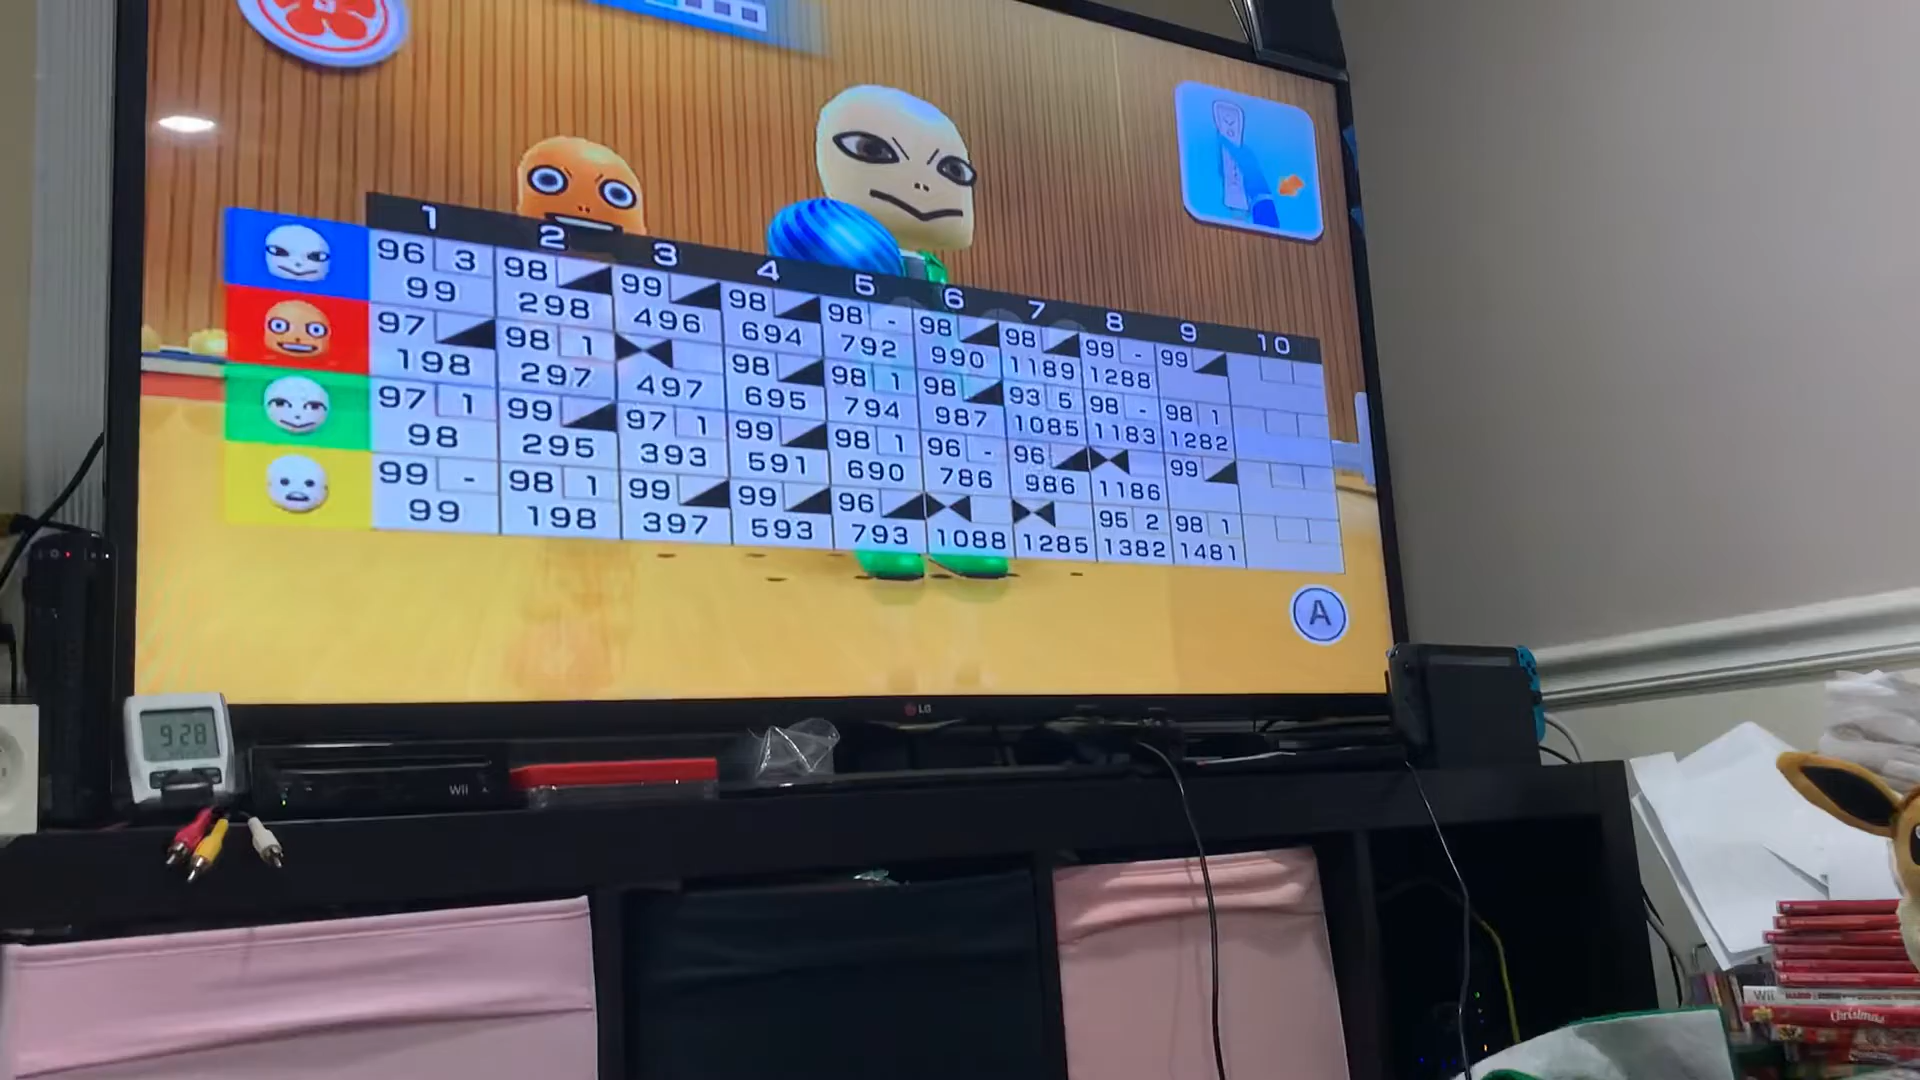 1 2 3 4 5 6 7 8 9 10
96 3 98 99 98 98 - 98 98 99 - 99
99 298 496 694 792 990 1189 1288
97 98 1 98 98 1 98 93 5 98 - 98 1
198 297 497 695 794 987 1085 1183 1282
97 1 99 97 1 99 98 1 96 - 96 99
98 295 393 591 690 786 986 1186
99 - 98 1 99 99 96 95 2 98 1
99 198 397 593 793 1088 1285 1382 1481
A
LG
9 28
Wii
Wii
Christmas